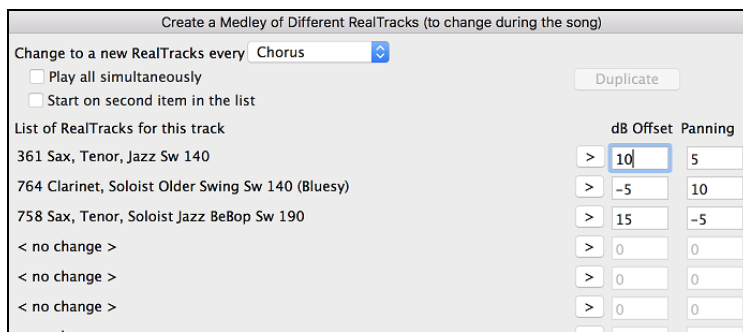 Create a Medley of Different RealTracks (to change during the song)
Change to a new RealTracks every Chorus
Play all simultaneously Duplicate
Start on second item in the list
List of RealTracks for this track dB Offset Panning
361 Sax, Tenor, Jazz Sw 140 > 10 5
764 Clarinet, Soloist Older Swing Sw 140 (Bluesy) > -5 10
758 Sax, Tenor, Soloist Jazz BeBop Sw 190 > 15 -5
< no change > > 0 0
< no change > > 0 0
< no change > > 0 0